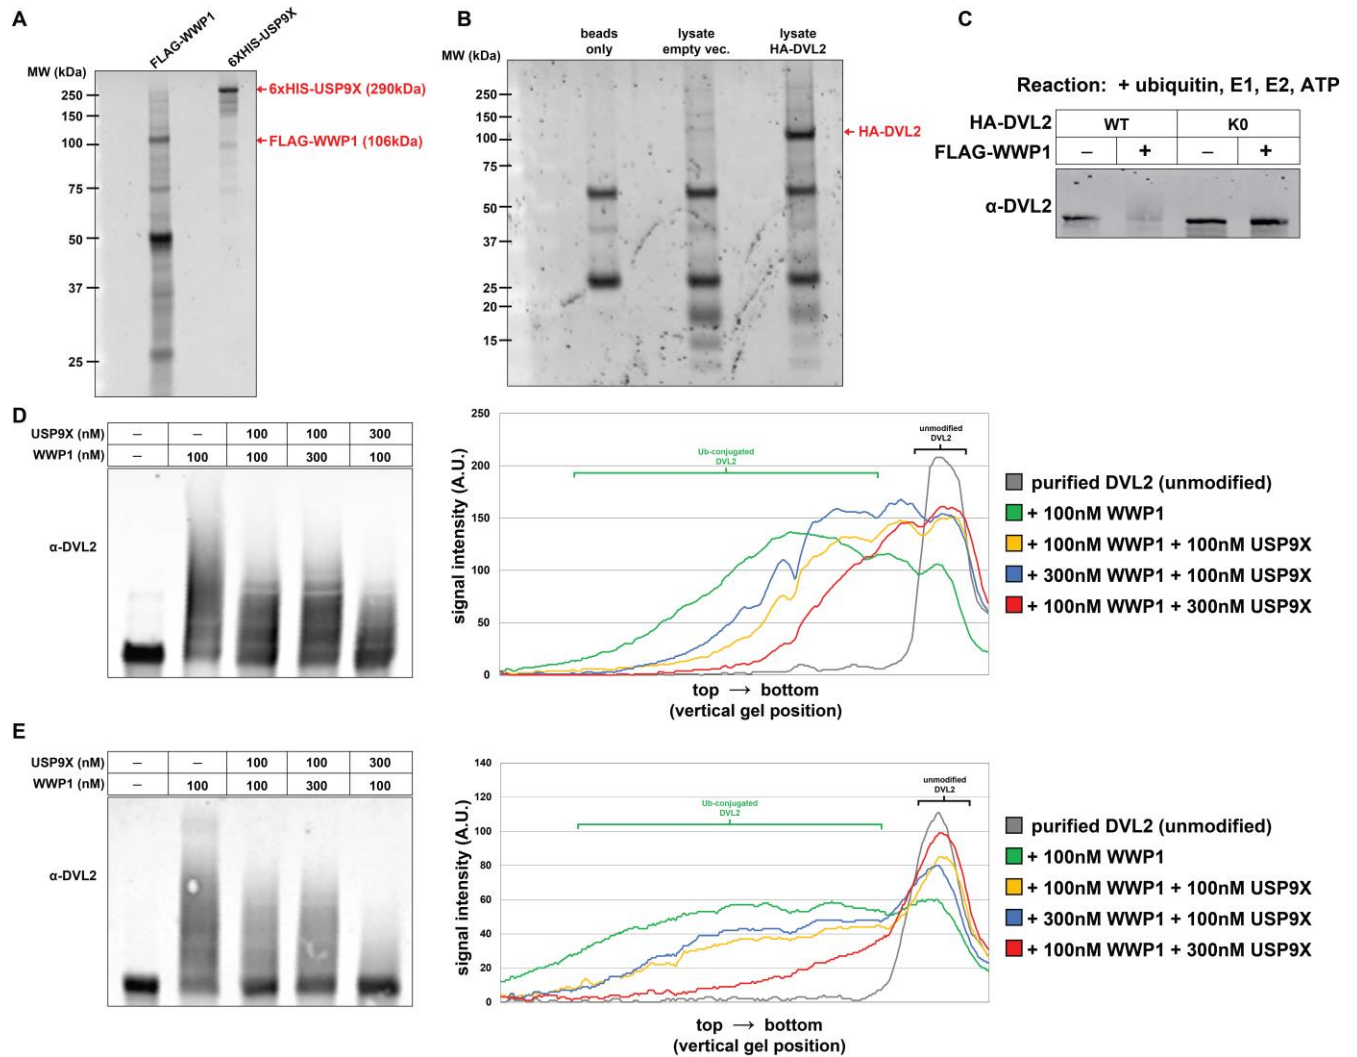 A
FLAG-WWP1
6XHIS-USP9X
MW (kDa)
250
150
100
75
50
37
25
6xHIS-USP9X (290kDa)
FLAG-WWP1 (106kDa)
B
beads only
lysate empty vec.
lysate HA-DVL2
MW (kDa)
250
150
100
75
50
37
25
20
15
HA-DVL2
C
Reaction: + ubiquitin, E1, E2, ATP
HA-DVL2 WT K0
FLAG-WWP1 – + – +
α-DVL2
D
USP9X (nM) – – 100 100 300
WWP1 (nM) – 100 100 300 100
α-DVL2
signal intensity (A.U.)
250
200
150
100
50
0
Ub-conjugated
DVL2
unmodified
DVL2
top → bottom
(vertical gel position)
purified DVL2 (unmodified)
+ 100nM WWP1
+ 100nM WWP1 + 100nM USP9X
+ 300nM WWP1 + 100nM USP9X
+ 100nM WWP1 + 300nM USP9X
E
USP9X (nM) – – 100 100 300
WWP1 (nM) – 100 100 300 100
α-DVL2
signal intensity (A.U.)
140
120
100
80
60
40
20
0
Ub-conjugated
DVL2
unmodified
DVL2
top → bottom
(vertical gel position)
purified DVL2 (unmodified)
+ 100nM WWP1
+ 100nM WWP1 + 100nM USP9X
+ 300nM WWP1 + 100nM USP9X
+ 100nM WWP1 + 300nM USP9X